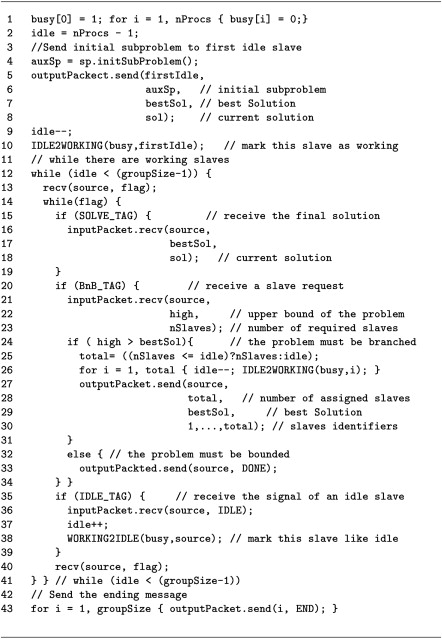 1 busy[0] = 1; for i = 1, nProcs { busy[i] = 0;}
2 idle = nProcs - 1;
3 //Send initial subproblem to first idle slave
4 auxSp = sp.initSubProblem();
5 outputPackect.send(firstIdle,
6 auxSp, // initial subproblem
7 bestSol, // best Solution
8 sol); // current solution
9 idle--;
10 IDLE2WORKING(busy,firstIdle); // mark this slave as working
11 // while there are working slaves
12 while (idle < (groupSize-1)) {
13 recv(source, flag);
14 while(flag) {
15 if (SOLVE_TAG) { // receive the final solution
16 inputPacket.recv(source,
17 bestSol,
18 sol); // current solution
19 }
20 if (BnB_TAG) { // receive a slave request
21 inputPacket.recv(source,
22 high, // upper bound of the problem
23 nSlaves); // number of required slaves
24 if ( high > bestSol){ // the problem must be branched
25 total= ((nSlaves <= idle)?nSlaves:idle);
26 for i = 1, total { idle--; IDLE2WORKING(busy,i); }
27 outputPacket.send(source,
28 total, // number of assigned slaves
29 bestSol, // best Solution
30 1,...,total); // slaves identifiers
31 }
32 else { // the problem must be bounded
33 outputPackted.send(source, DONE);
34 } }
35 if (IDLE_TAG) { // receive the signal of an idle slave
36 inputPacket.recv(source, IDLE);
37 idle++;
38 WORKING2IDLE(busy,source); // mark this slave like idle
39 }
40 recv(source, flag);
41 } } // while (idle < (groupSize-1))
42 // Send the ending message
43 for i = 1, groupSize { outputPacket.send(i, END); }